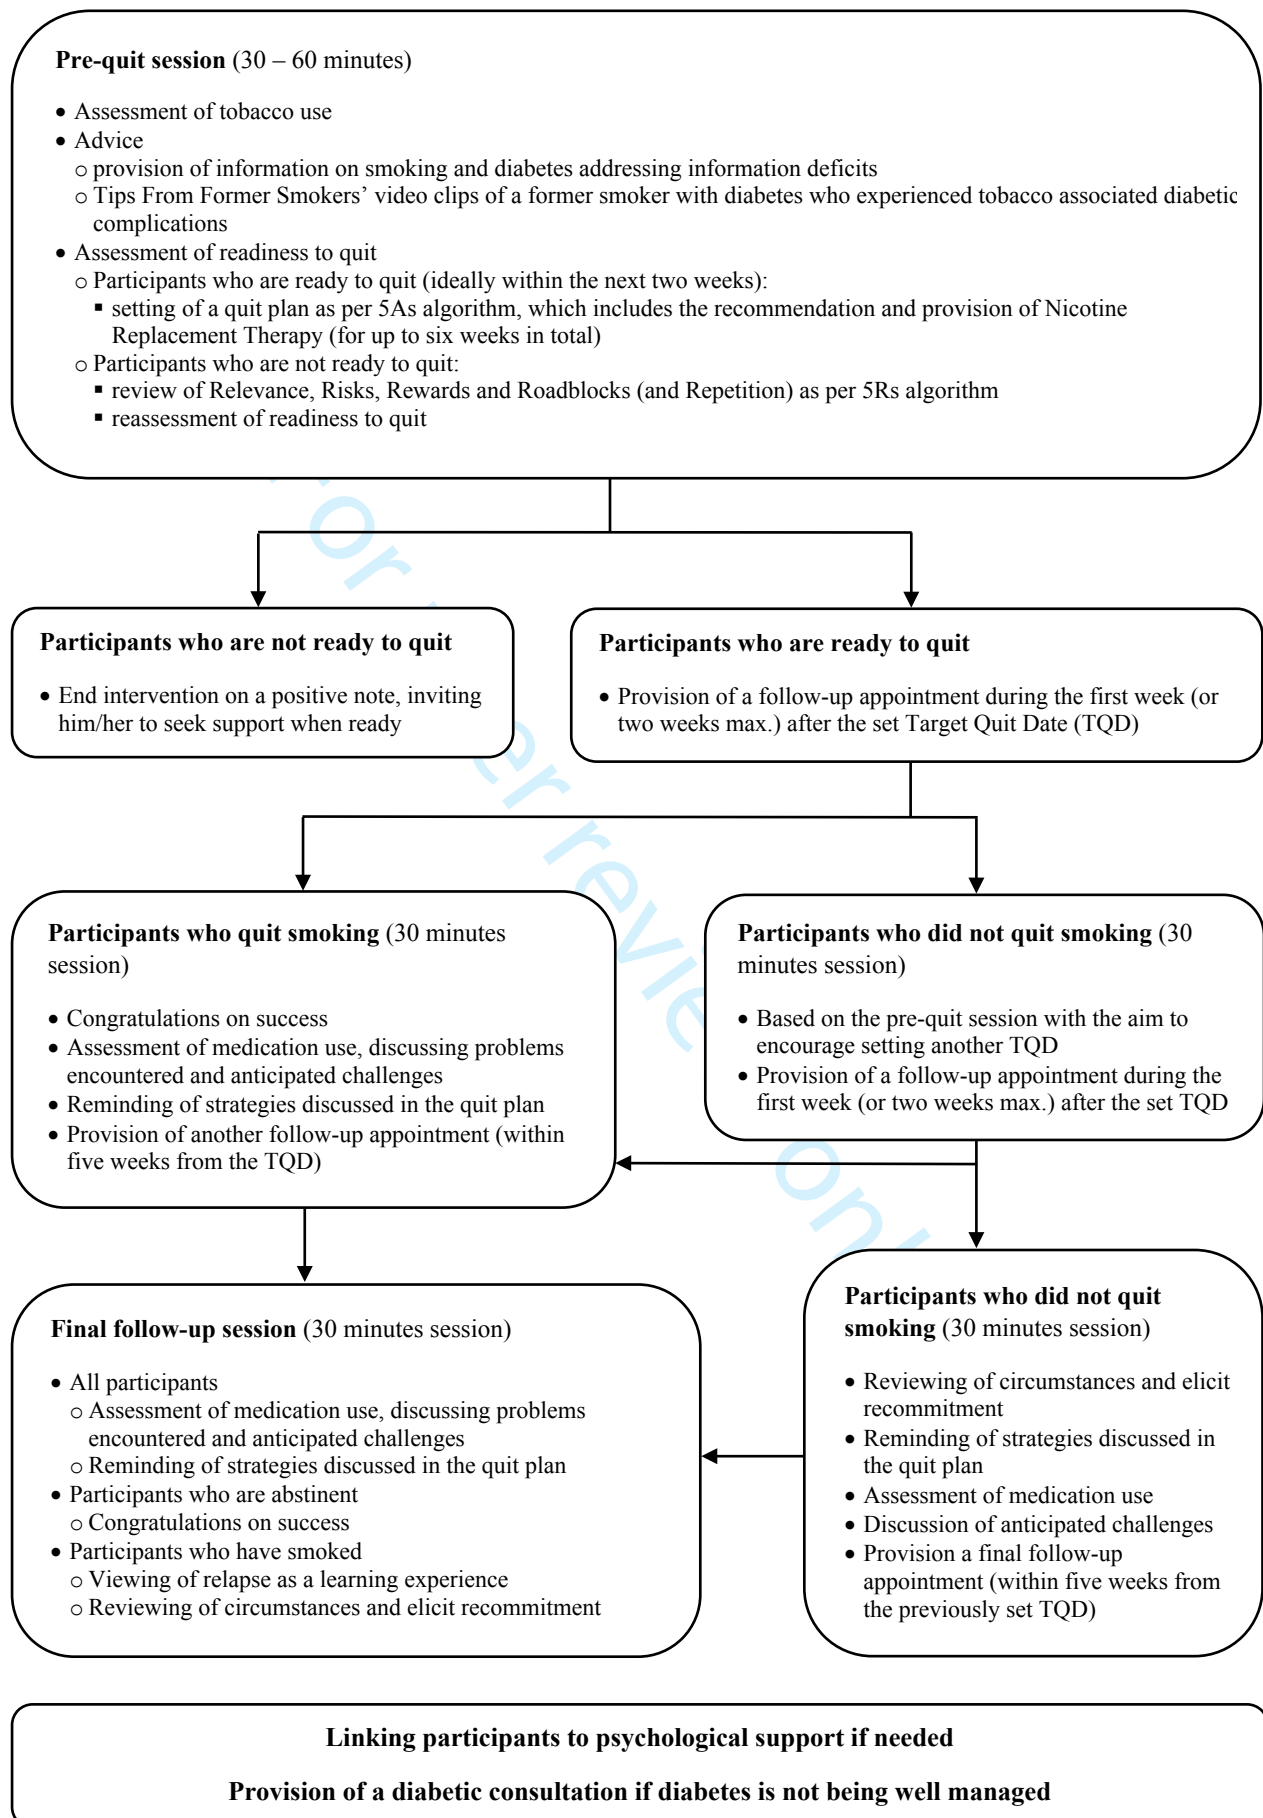 Pre-quit session (30 – 60 minutes)
• Assessment of tobacco use
• Advice
o provision of information on smoking and diabetes addressing information deficits
o Tips From Former Smokers’ video clips of a former smoker with diabetes who experienced tobacco associated diabetic
complications
• Assessment of readiness to quit
o Participants who are ready to quit (ideally within the next two weeks):
▪ setting of a quit plan as per 5As algorithm, which includes the recommendation and provision of Nicotine
Replacement Therapy (for up to six weeks in total)
o Participants who are not ready to quit:
▪ review of Relevance, Risks, Rewards and Roadblocks (and Repetition) as per 5Rs algorithm
▪ reassessment of readiness to quit
Participants who are not ready to quit
• End intervention on a positive note, inviting
him/her to seek support when ready
Participants who are ready to quit
• Provision of a follow-up appointment during the first week (or
two weeks max.) after the set Target Quit Date (TQD)
Participants who quit smoking (30 minutes
session)
• Congratulations on success
• Assessment of medication use, discussing problems
encountered and anticipated challenges
• Reminding of strategies discussed in the quit plan
• Provision of another follow-up appointment (within
five weeks from the TQD)
Participants who did not quit smoking (30
minutes session)
• Based on the pre-quit session with the aim to
encourage setting another TQD
• Provision of a follow-up appointment during the
first week (or two weeks max.) after the set TQD
Final follow-up session (30 minutes session)
• All participants
o Assessment of medication use, discussing problems
encountered and anticipated challenges
o Reminding of strategies discussed in the quit plan
• Participants who are abstinent
o Congratulations on success
• Participants who have smoked
o Viewing of relapse as a learning experience
o Reviewing of circumstances and elicit recommitment
Participants who did not quit
smoking (30 minutes session)
• Reviewing of circumstances and elicit
recommitment
• Reminding of strategies discussed in
the quit plan
• Assessment of medication use
• Discussion of anticipated challenges
• Provision a final follow-up
appointment (within five weeks from
the previously set TQD)
Linking participants to psychological support if needed
Provision of a diabetic consultation if diabetes is not being well managed